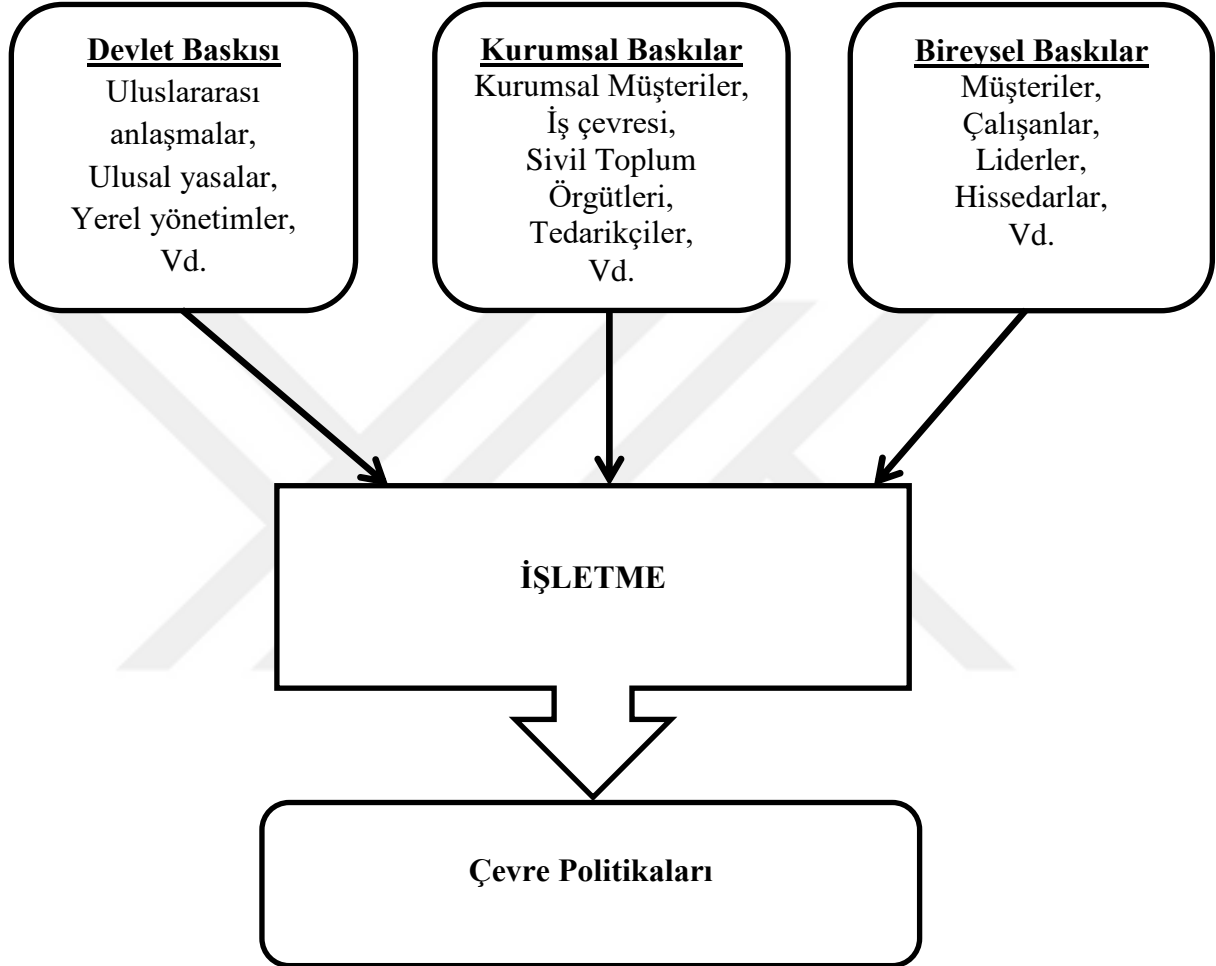 Devlet Baskısı
Uluslararası
anlaşmalar,
Ulusal yasalar,
Yerel yönetimler,
Vd.
Kurumsal Baskılar
Kurumsal Müşteriler,
İş çevresi,
Sivil Toplum
Örgütleri,
Tedarikçiler,
Vd.
Bireysel Baskılar
Müşteriler,
Çalışanlar,
Liderler,
Hissedarlar,
Vd.
İŞLETME
Çevre Politikaları